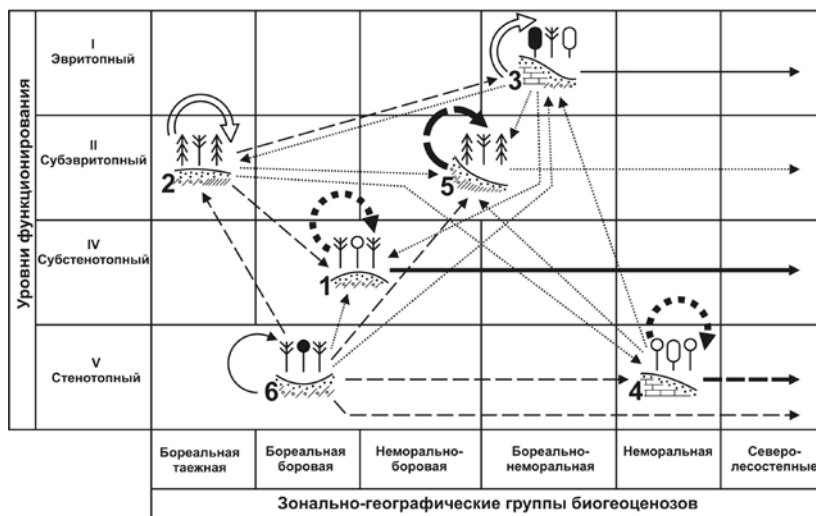 Уровни функционирования
I
Эвритопный
3
II
Субэвритопный
2
5
IV
Субстенотопный
1
V
Стенотопный
6
4
Бореальная
таежная
Бореальная
боровая
Неморально-
боровая
Бореально-
неморальная
Неморальная
Северо-
лесостепные
Зонально-географические группы биогеоценозов